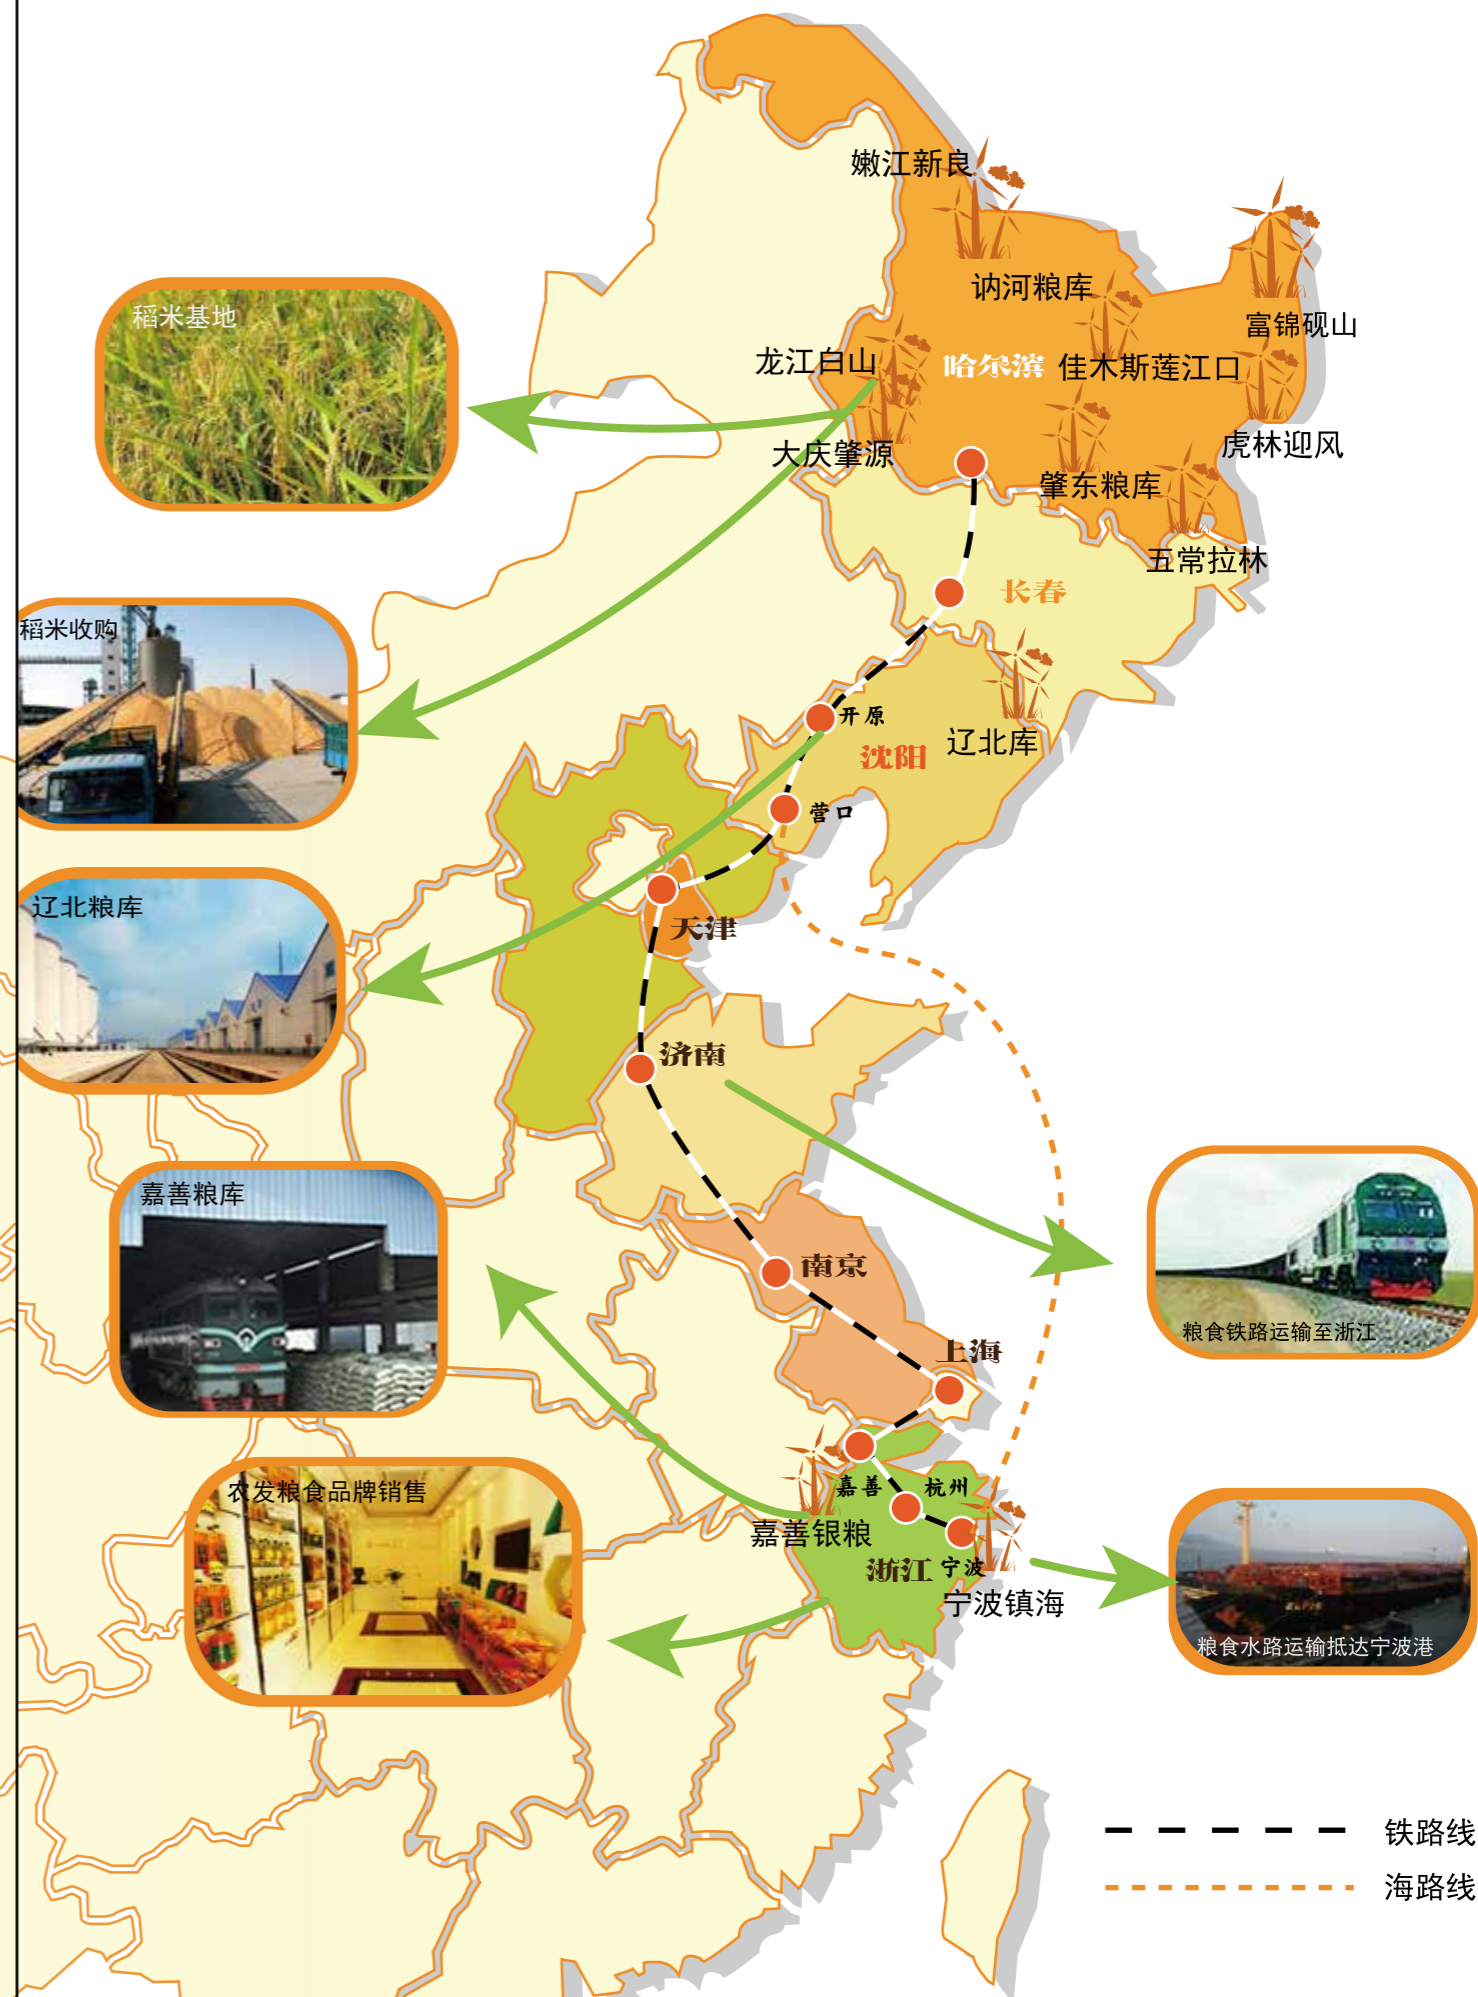 嫩江新良
讷河粮库
稻米基地
富锦砚山
龙江白山
哈尔滨
佳木斯莲江口
虎林迎风
大庆肇源
肇东粮库
五常拉林
长春
稻米收购
开原
辽北库
沈阳
营口
辽北粮库
天津
济南
嘉善粮库
南京
粮食铁路运输至浙江
上海
农发粮食品牌销售
嘉善
杭州
嘉善银粮
浙江
宁波
宁波镇海
粮食水路运输抵达宁波港
铁路线
海路线